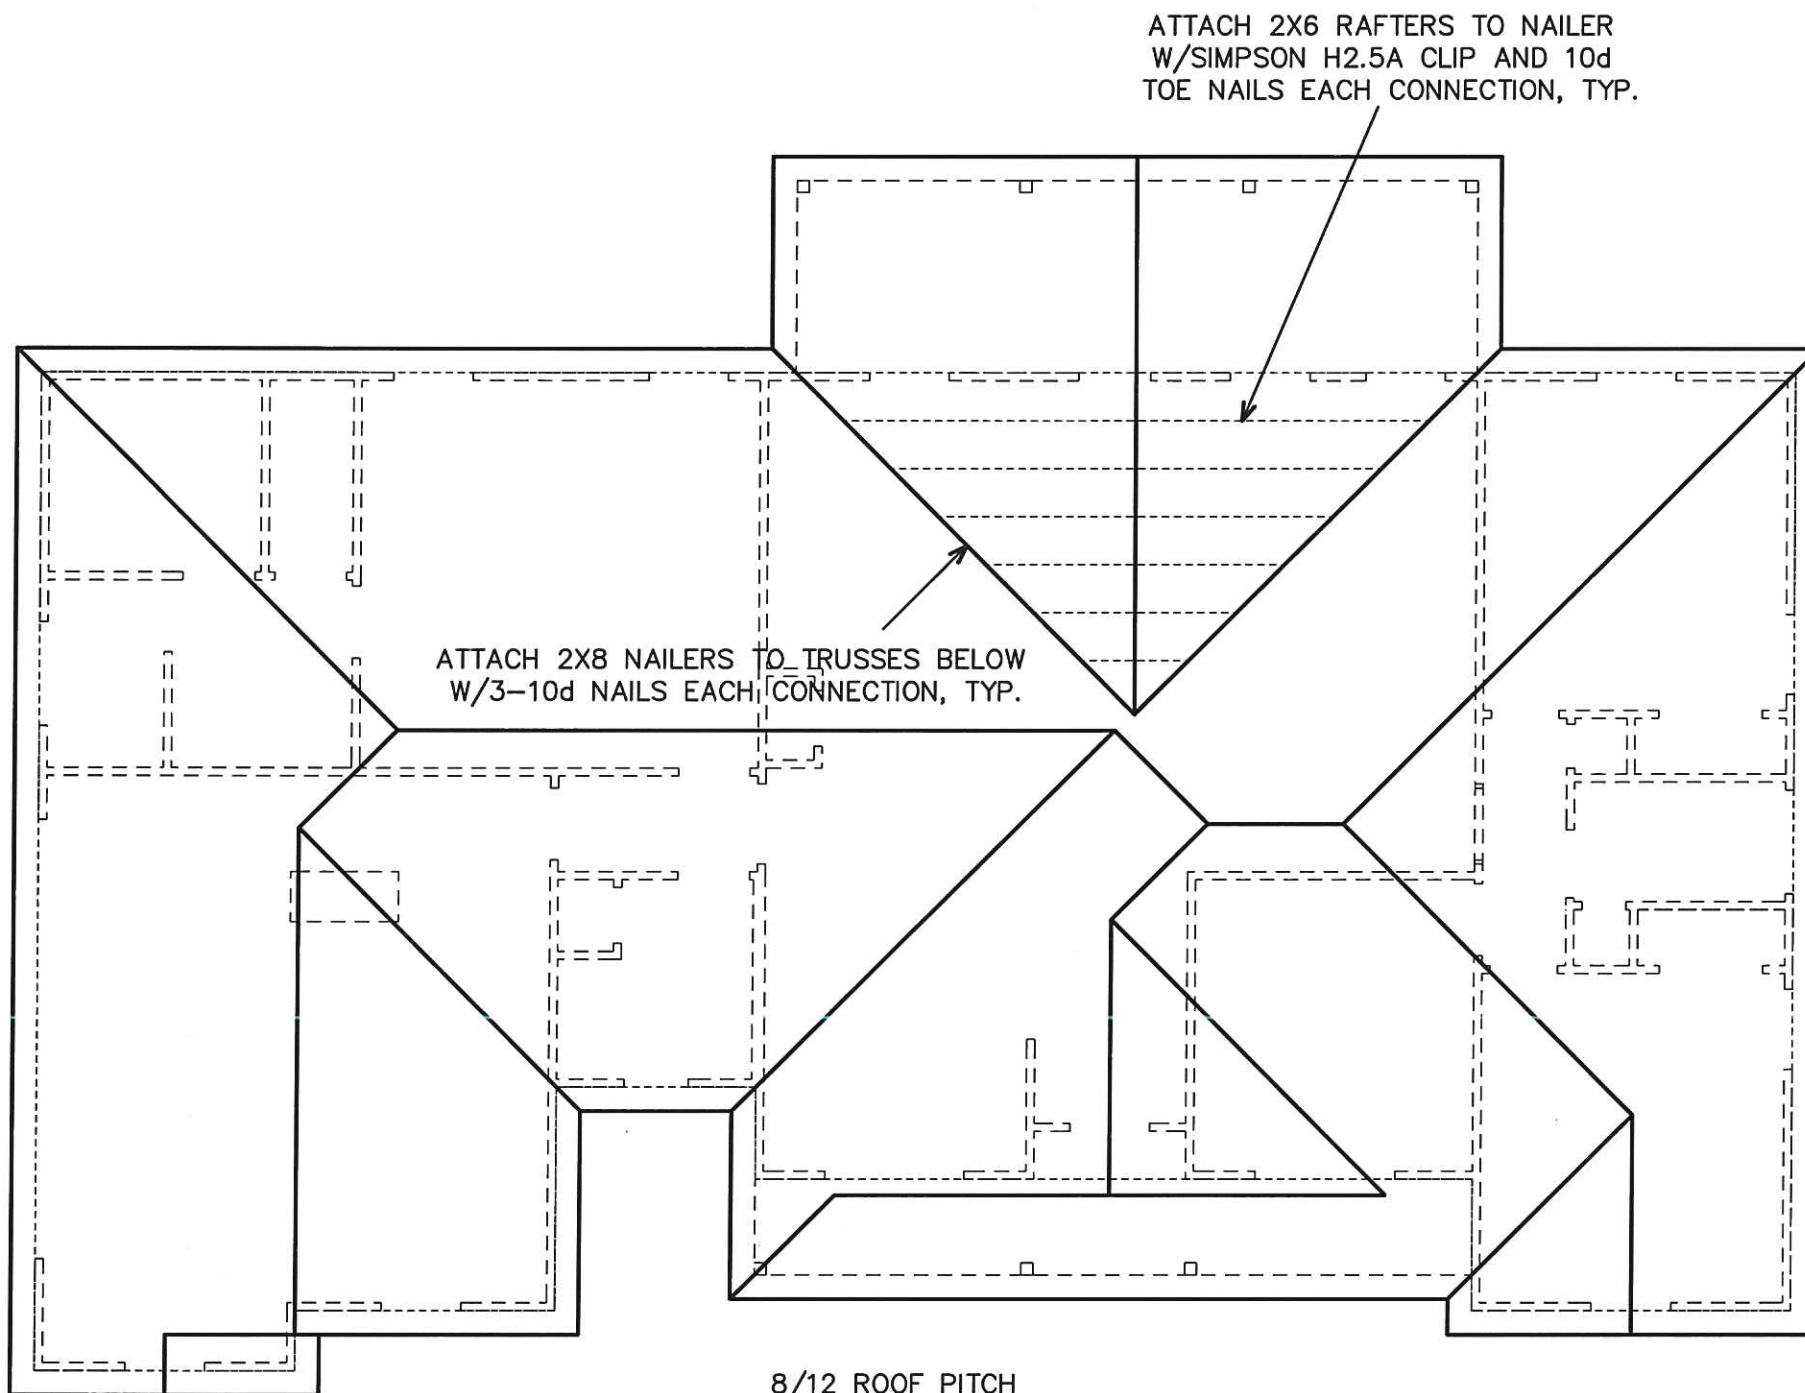 ATTACH 2X6 RAFTERS TO NAILER
W/SIMPSON H2.5A CLIP AND 10d
TOE NAILS EACH CONNECTION, TYP.
ATTACH 2X8 NAILERS TO TRUSSES BELOW
W/3-10d NAILS EACH CONNECTION, TYP.
8/12 ROOF PITCH